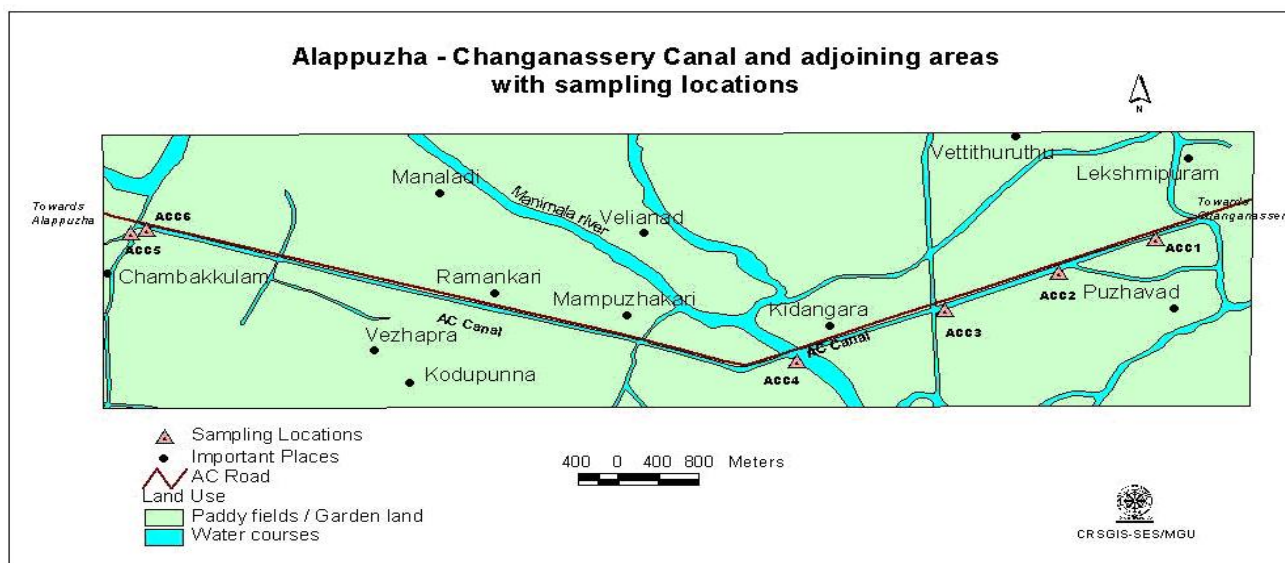 Alappuzha - Changanassery Canal and adjoining areas
with sampling locations
N
Vettithuruthu
Lekshmipuram
Manaladi
Manimala river
Velianad
Towards
Alappuzha
ACC6
ACC5
Towards
Changanasser
ACC1
Chambakkulam
Ramankari
ACC2
Puzhavad
Mampuzhakari
Kidangara
ACC3
AC Canal
AC Canal
Vezhapra
ACC4
Kodupunna
Sampling Locations
Important Places
AC Road
Land Use
Paddy fields / Garden land
Water courses
400 0 400 800 Meters
CRSGIS-SES/MGU